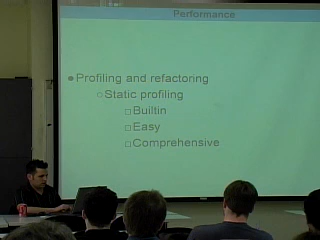 Performance
Profiling and refactoring
Static profiling
Builtin
Easy
Comprehensive